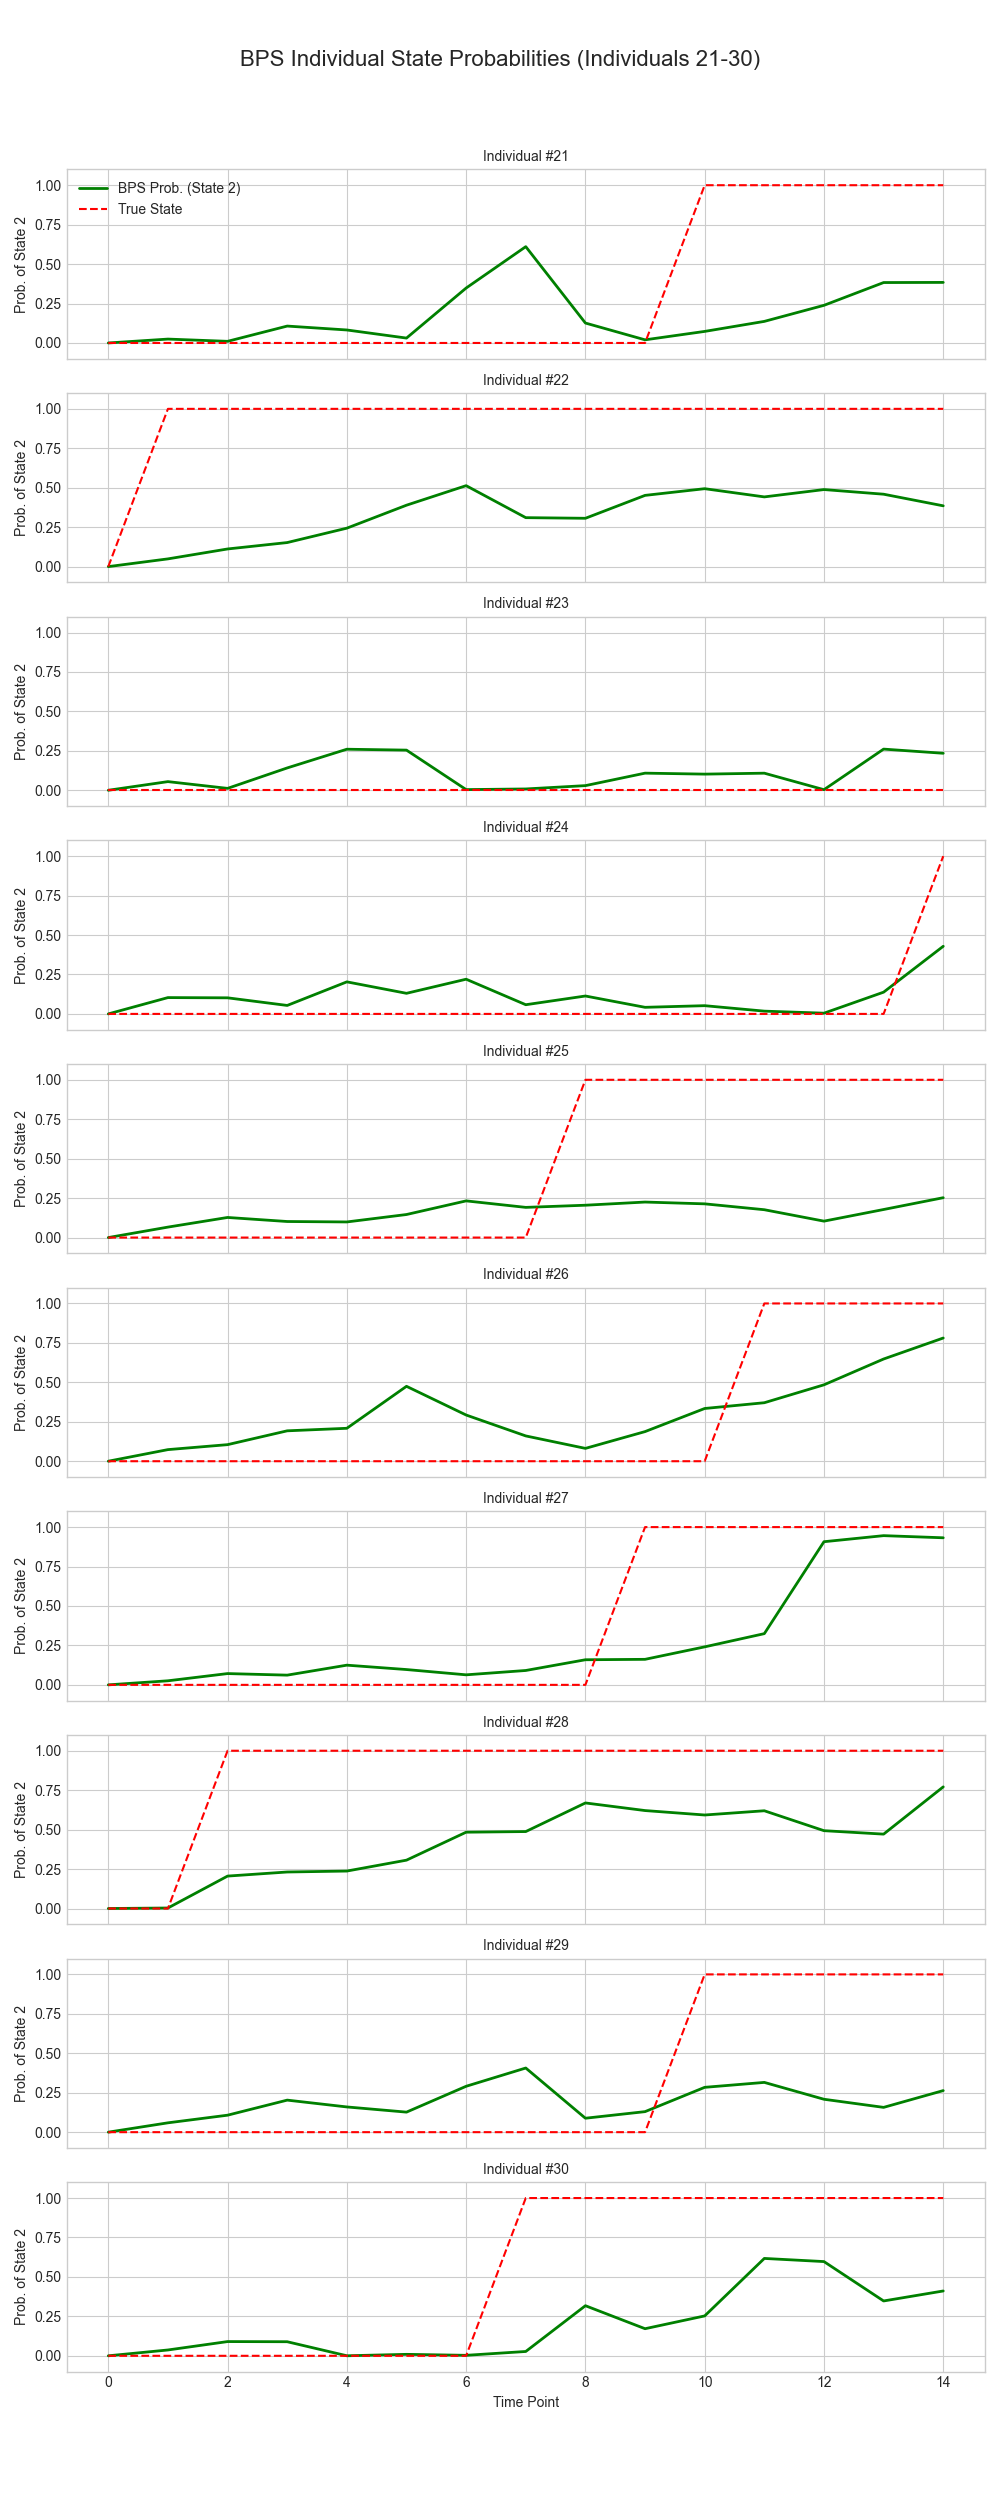 BPS Individual State Probabilities (Individuals 21-30)
Individual #21
1.00
0.75
0.50
0.25
0.00
Prob. of State 2
BPS Prob. (State 2)
True State
Individual #22
1.00
0.75
0.50
0.25
0.00
Prob. of State 2
Individual #23
1.00
0.75
0.50
0.25
0.00
Prob. of State 2
Individual #24
1.00
0.75
0.50
0.25
0.00
Prob. of State 2
Individual #25
1.00
0.75
0.50
0.25
0.00
Prob. of State 2
Individual #26
1.00
0.75
0.50
0.25
0.00
Prob. of State 2
Individual #27
1.00
0.75
0.50
0.25
0.00
Prob. of State 2
Individual #28
1.00
0.75
0.50
0.25
0.00
Prob. of State 2
Individual #29
1.00
0.75
0.50
0.25
0.00
Prob. of State 2
Individual #30
1.00
0.75
0.50
0.25
0.00
Prob. of State 2
0 2 4 6 8 10 12 14
Time Point